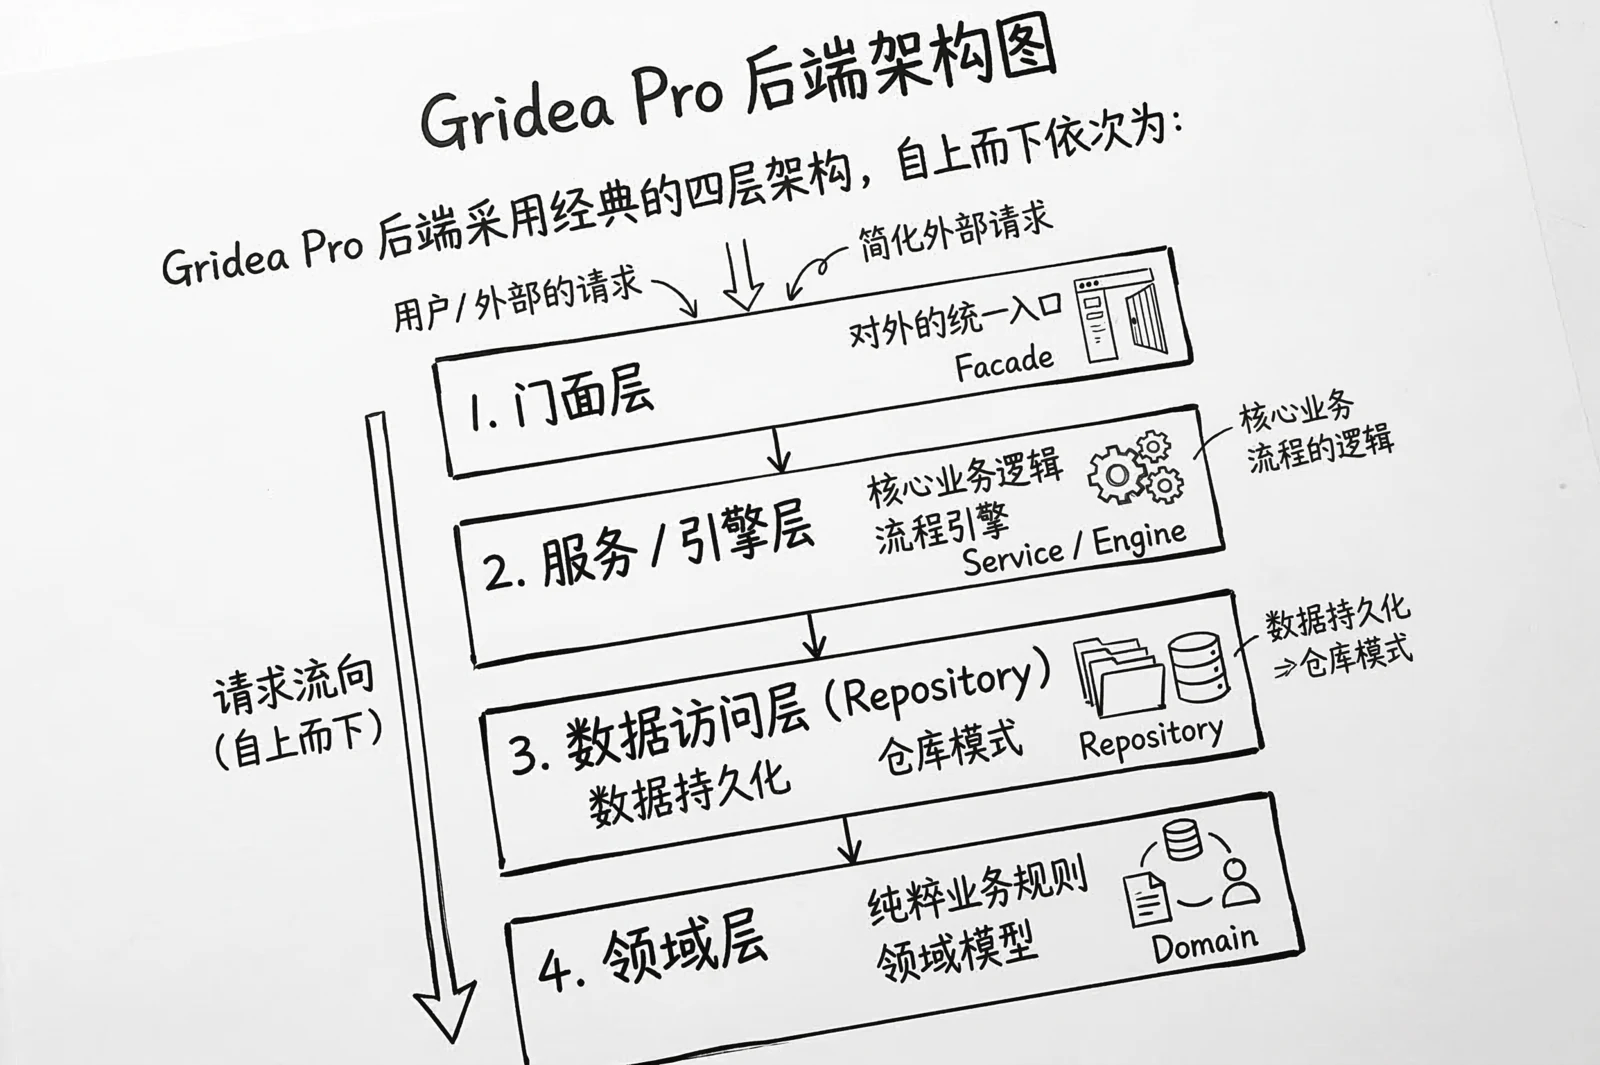 Gridea Pro 后端架构图
Gridea Pro 后端采用经典的四层架构，自上而下依次为：
用户/外部的请求
简化外部请求
1. 门面层
对外的统一入口
Facade
2. 服务/引擎层
核心业务逻辑
流程引擎
Service / Engine
核心业务
流程的逻辑
3. 数据访问层 (Repository)
数据持久化
仓库模式
Repository
数据持久化
⇒仓库模式
4. 领域层
纯粹业务规则
领域模型
Domain
请求流向
(自上而下)